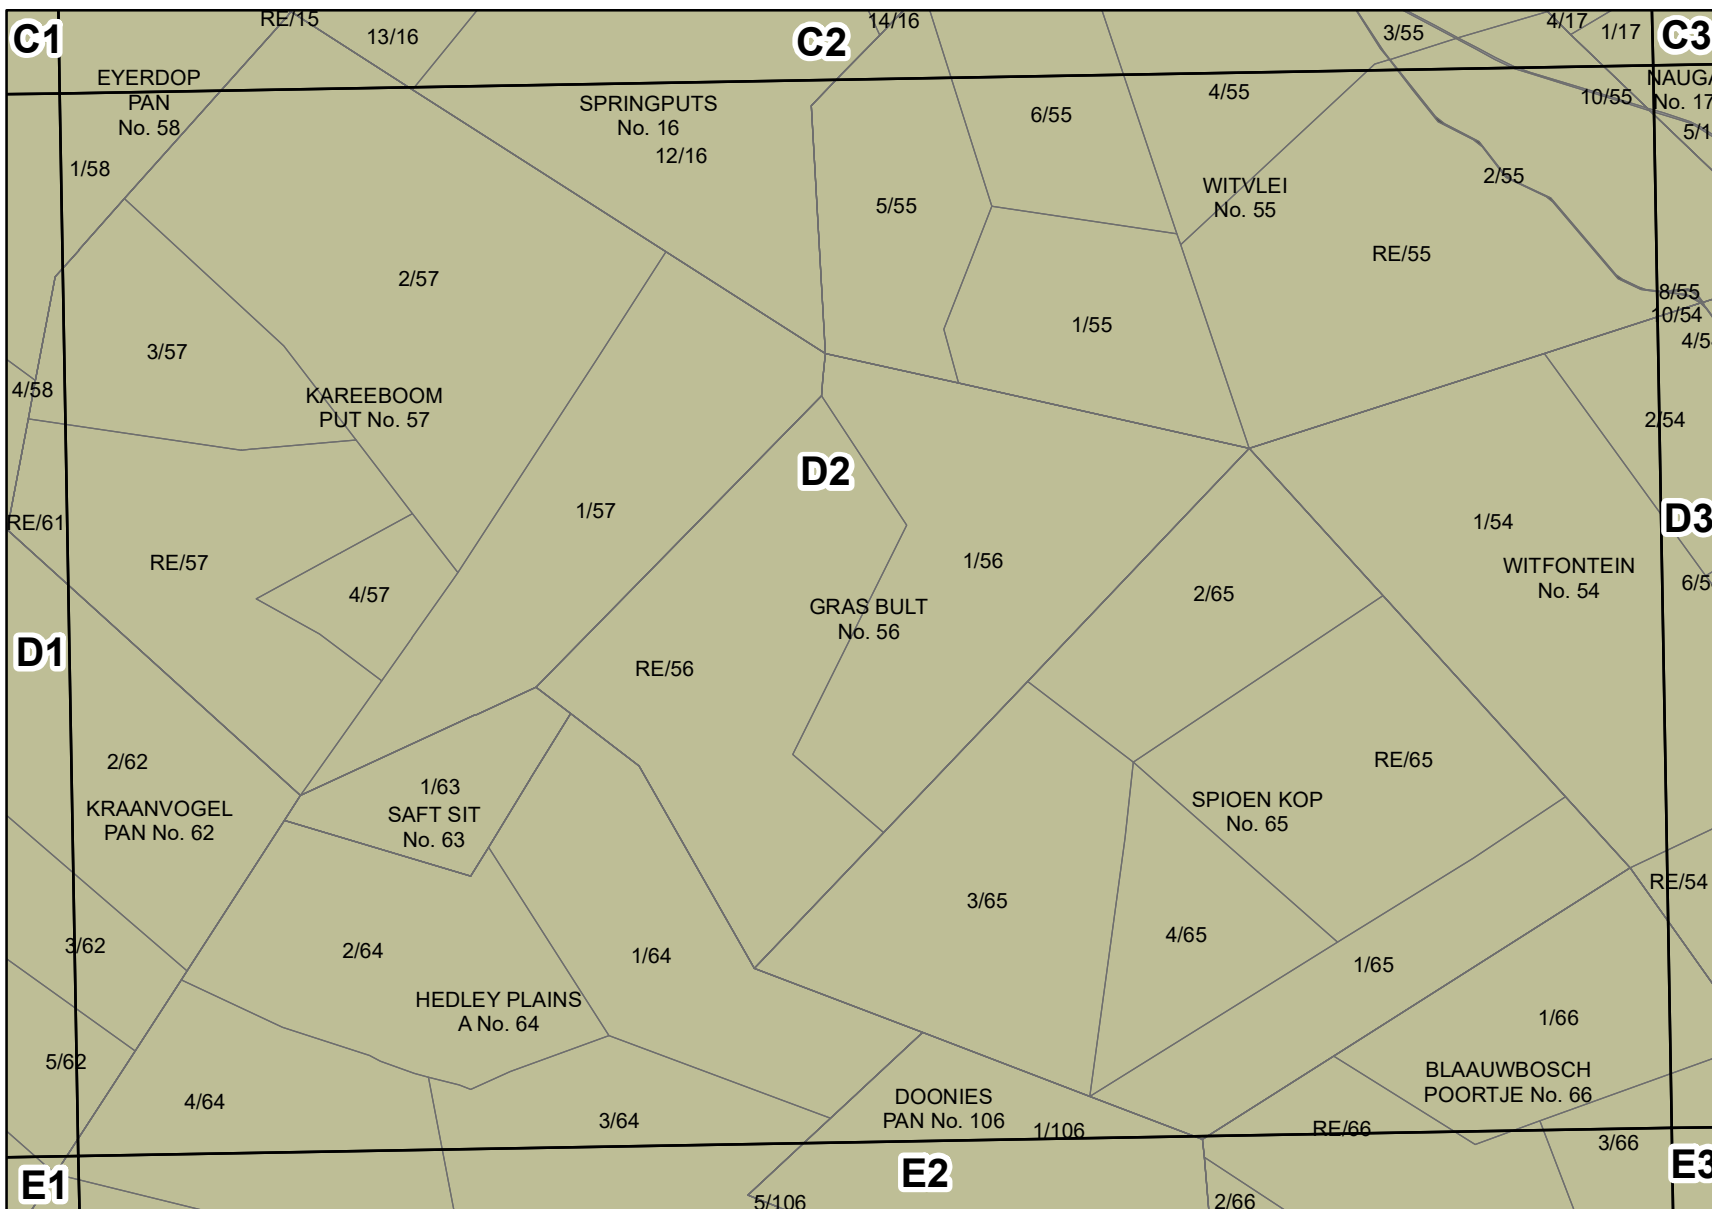 RE/15
13/16
14/16
3/55
4/17
1/17
C1
C2
C3
EYERDOP
PAN
No. 58
SPRINGPUTS
No. 16
12/16
6/55
4/55
10/55
No. 17
5/1
1/58
5/55
WITVLEI
No. 55
2/55
2/57
RE/55
8/55
10/54
3/57
1/55
4/58
KAREEBOOM
PUT No. 57
2/54
D2
RE/61
1/57
1/54
D3
RE/57
4/57
1/56
2/65
WITFONTEIN
No. 54
GRAS BULT
No. 56
D1
RE/56
2/62
1/63
RE/65
KRAANVOGEL
PAN No. 62
SAFT SIT
No. 63
SPIOEN KOP
No. 65
3/65
RE/54
3/62
2/64
1/64
4/65
1/65
HEDLEY PLAINS
A No. 64
1/66
5/62
4/64
3/64
DOONIES
PAN No. 106
1/106
BLAAUWBOSCH
POORTJE No. 66
RE/66
3/66
E1
E2
E3
5/106
2/66